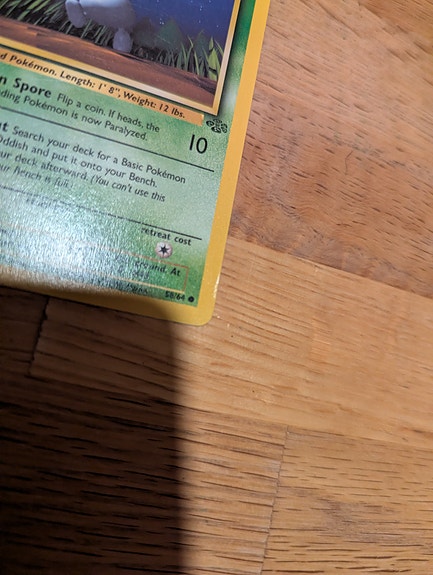 d Pokémon. Length: 1' 8", Weight: 12 lbs.
n Spore Flip a coin. If heads, the
ding Pokémon is now Paralyzed.
10
t Search your deck for a Basic Pokémon
Oddish and put it onto your Bench.
ur deck afterward. (You can't use this
ur Bench is full.
retreat cost
and. At
58/64